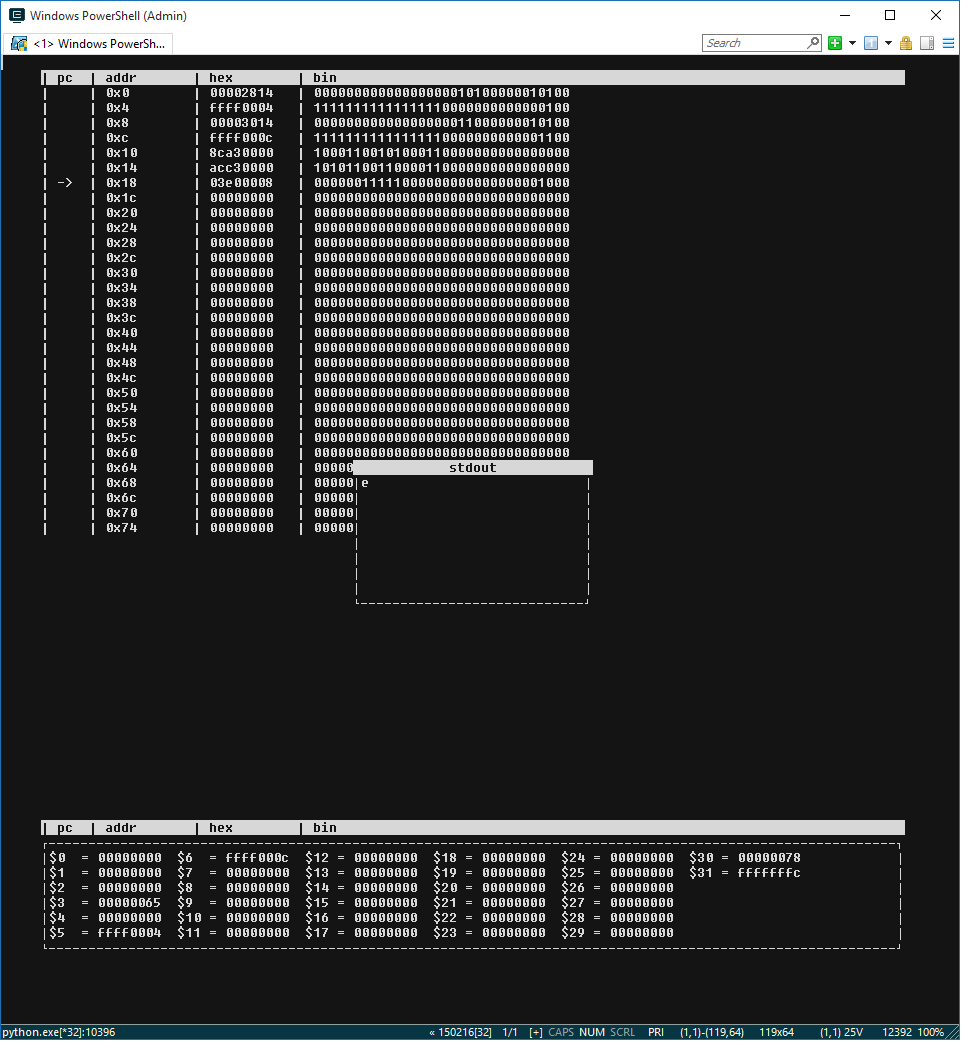 Windows PowerShell (Admin)
<1> Windows PowerSh... Search
| pc | addr | hex | bin
| | 0x0 | 00002814 | 00000000000000000010100000010100
| | 0x4 | ffff0004 | 11111111111111110000000000000100
| | 0x8 | 00003014 | 00000000000000000011000000010100
| | 0xc | ffff000c | 11111111111111110000000000001100
| | 0x10 | 8ca30000 | 10001100101000110000000000000000
| | 0x14 | acc30000 | 10101100110000110000000000000000
| -> | 0x18 | 03e00008 | 00000011111000000000000000001000
| | 0x1c | 00000000 | 00000000000000000000000000000000
| | 0x20 | 00000000 | 00000000000000000000000000000000
| | 0x24 | 00000000 | 00000000000000000000000000000000
| | 0x28 | 00000000 | 00000000000000000000000000000000
| | 0x2c | 00000000 | 00000000000000000000000000000000
| | 0x30 | 00000000 | 00000000000000000000000000000000
| | 0x34 | 00000000 | 00000000000000000000000000000000
| | 0x38 | 00000000 | 00000000000000000000000000000000
| | 0x3c | 00000000 | 00000000000000000000000000000000
| | 0x40 | 00000000 | 00000000000000000000000000000000
| | 0x44 | 00000000 | 00000000000000000000000000000000
| | 0x48 | 00000000 | 00000000000000000000000000000000
| | 0x4c | 00000000 | 00000000000000000000000000000000
| | 0x50 | 00000000 | 00000000000000000000000000000000
| | 0x54 | 00000000 | 00000000000000000000000000000000
| | 0x58 | 00000000 | 00000000000000000000000000000000
| | 0x5c | 00000000 | 00000000000000000000000000000000
| | 0x60 | 00000000 | 00000000000000000000000000000000
| | 0x64 | 00000000 | 00000 stdout
| | 0x68 | 00000000 | 00000|e
| | 0x6c | 00000000 | 00000|
| | 0x70 | 00000000 | 00000|
| | 0x74 | 00000000 | 00000|
| pc | addr | hex | bin
|$0 = 00000000 $6 = ffff000c $12 = 00000000 $18 = 00000000 $24 = 00000000 $30 = 00000078 |
|$1 = 00000000 $7 = 00000000 $13 = 00000000 $19 = 00000000 $25 = 00000000 $31 = fffffffc |
|$2 = 00000000 $8 = 00000000 $14 = 00000000 $20 = 00000000 $26 = 00000000 |
|$3 = 00000065 $9 = 00000000 $15 = 00000000 $21 = 00000000 $27 = 00000000 |
|$4 = 00000000 $10 = 00000000 $16 = 00000000 $22 = 00000000 $28 = 00000000 |
|$5 = ffff0004 $11 = 00000000 $17 = 00000000 $23 = 00000000 $29 = 00000000 |
python.exe[*32]:10396 « 150216[32] 1/1 [+] CAPS NUM SCRL PRI (1,1)-(119,64) 119x64 (1,1) 25V 12392 100%